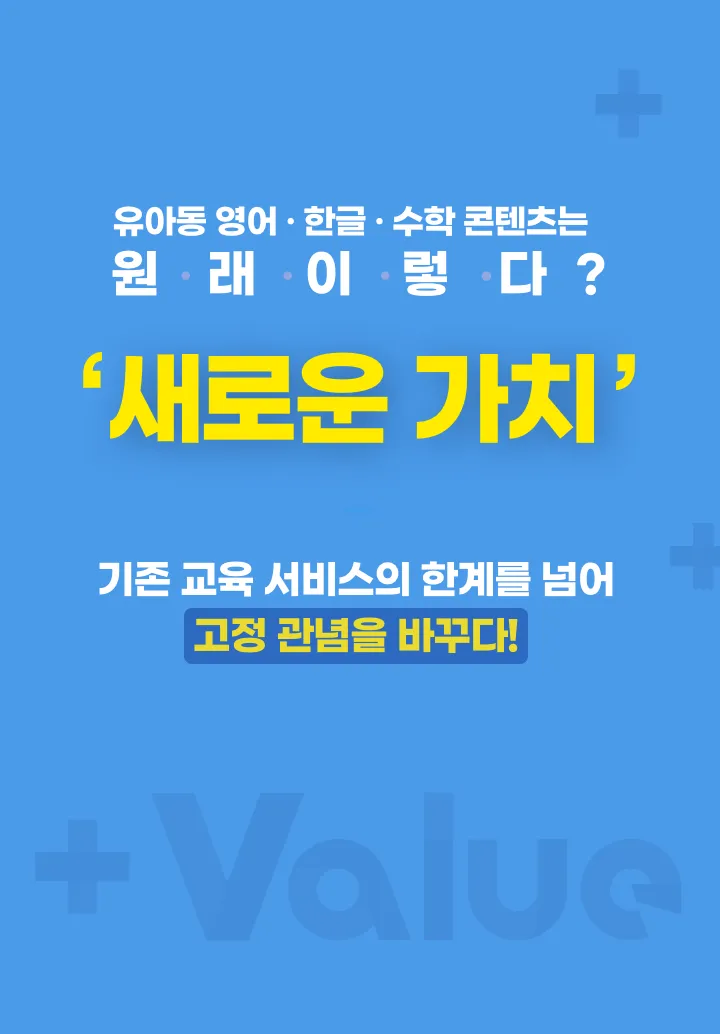 유아동 영어 · 한글 · 수학 콘텐츠는
원 · 래 · 이 · 렇 · 다 ?
‘새로운 가치’
기존 교육 서비스의 한계를 넘어
고정 관념을 바꾸다!
+Value